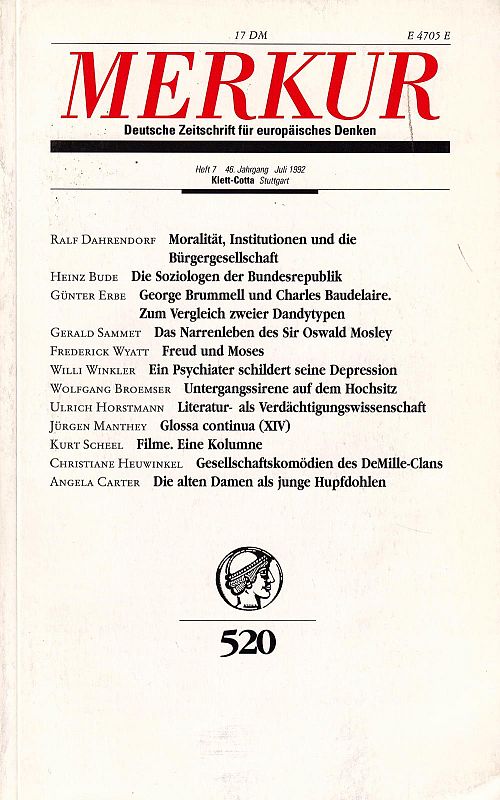 17 DM E 4705 E
MERKUR
Deutsche Zeitschrift für europäisches Denken
Heft 7 46. Jahrgang Juli 1992
Klett-Cotta Stuttgart
RALF DAHRENDORF Moralität, Institutionen und die
Bürgergesellschaft
HEINZ BUDE Die Soziologen der Bundesrepublik
GÜNTER ERBE George Brummell und Charles Baudelaire.
Zum Vergleich zweier Dandytypen
GERALD SAMMET Das Narrenleben des Sir Oswald Mosley
FREDERICK WYATT Freud und Moses
WILLI WINKLER Ein Psychiater schildert seine Depression
WOLFGANG BROEMSER Untergangssirene auf dem Hochsitz
ULRICH HORSTMANN Literatur- als Verdächtigungswissenschaft
JÜRGEN MANTHEY Glossa continua (XIV)
KURT SCHEEL Filme. Eine Kolumne
CHRISTIANE HEUWINKEL Gesellschaftskomödien des DeMille-Clans
ANGELA CARTER Die alten Damen als junge Hupfdohlen
520